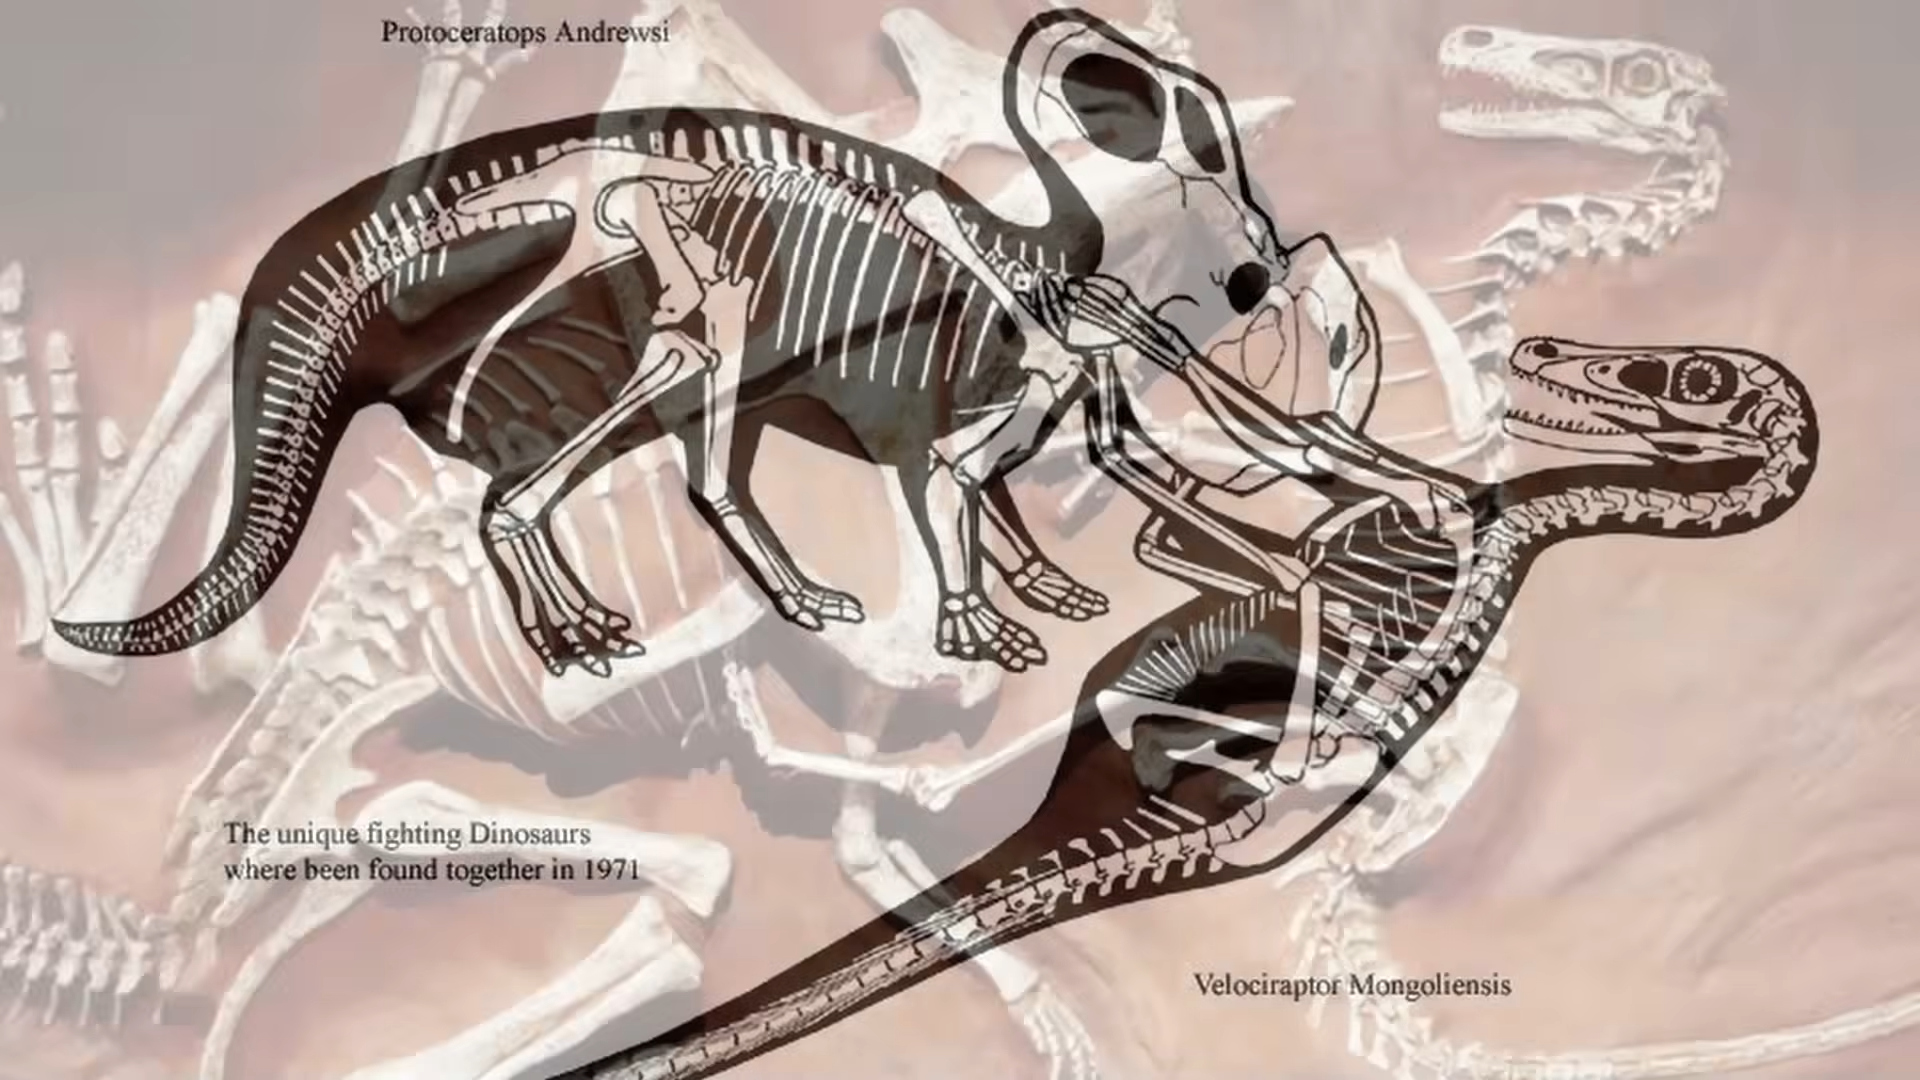 Protoceratops Andrewsi
The unique fighting Dinosaurs
where been found together in 1971
Velociraptor Mongoliensis